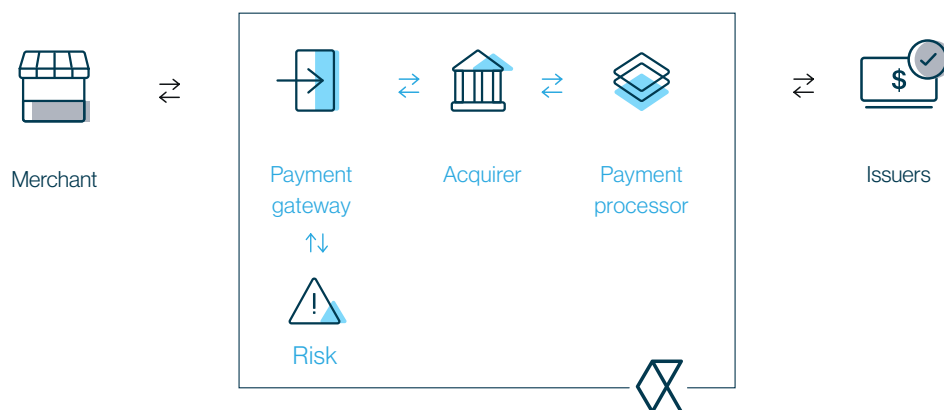 $
Merchant
Payment
gateway
Acquirer
Payment
processor
Issuers
!
Risk